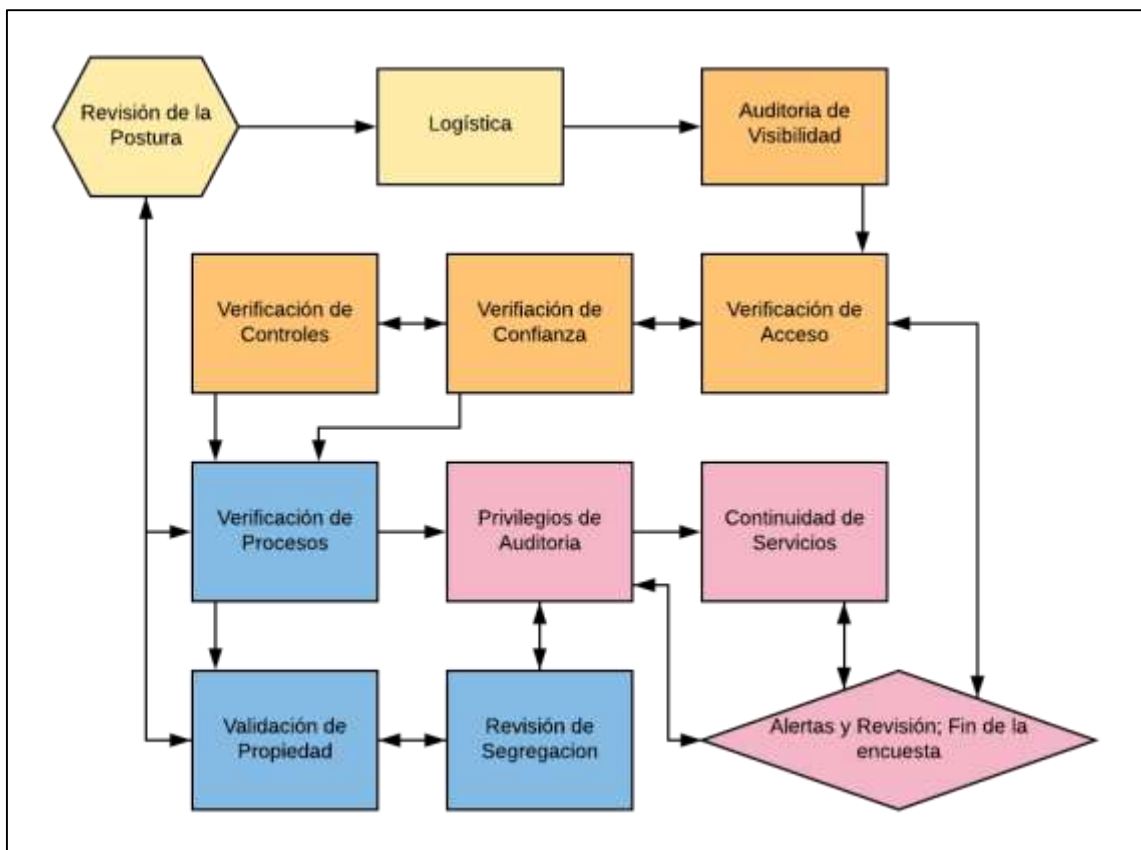 Revisión de la
Postura
Logística
Auditoria de
Visibilidad
Verificación de
Controles
Verifiación de
Confianza
Verificación de
Acceso
Verificación de
Procesos
Privilegios de
Auditoria
Continuidad de
Servicios
Validación de
Propiedad
Revisión de
Segregacion
Alertas y Revisión; Fin de la
encuesta